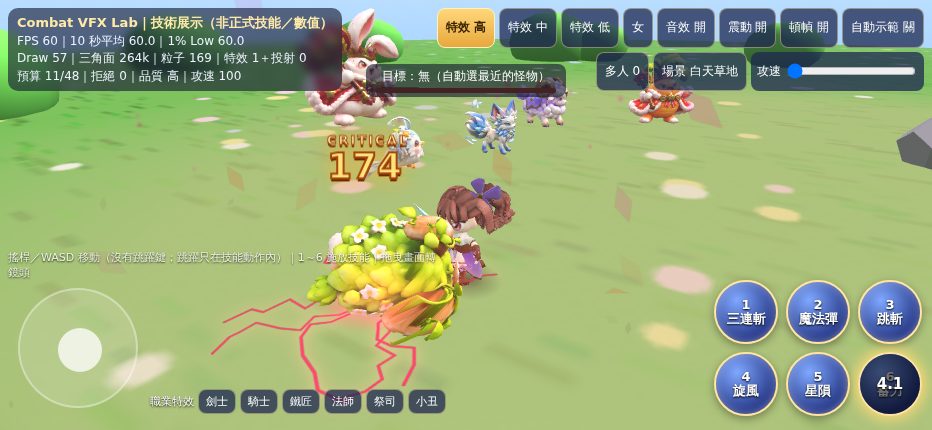 Combat VFX Lab｜技術展示（非正式技能／數值）
FPS 60｜10 秒平均 60.0｜1% Low 60.0
Draw 57｜三角面 264k｜粒子 169｜特效 1＋投射 0
預算 11/48｜拒絕 0｜品質 高｜攻速 100
特效 高
特效 中
特效 低
女
音效 開
震動 開
頓幀 開
自動示範 關
目標：無（自動選最近的怪物）
多人 0
場景 白天草地
攻速
CRITICAL
174
搖桿／WASD 移動（沒有跳躍鍵；跳躍只在技能動作內）｜1～6 施放技能｜拖曳畫面轉
鏡頭
1
三連斬
2
魔法彈
3
跳斬
4
旋風
5
星隕
6
4.1
職業特效
劍士
騎士
鐵匠
法師
祭司
小丑